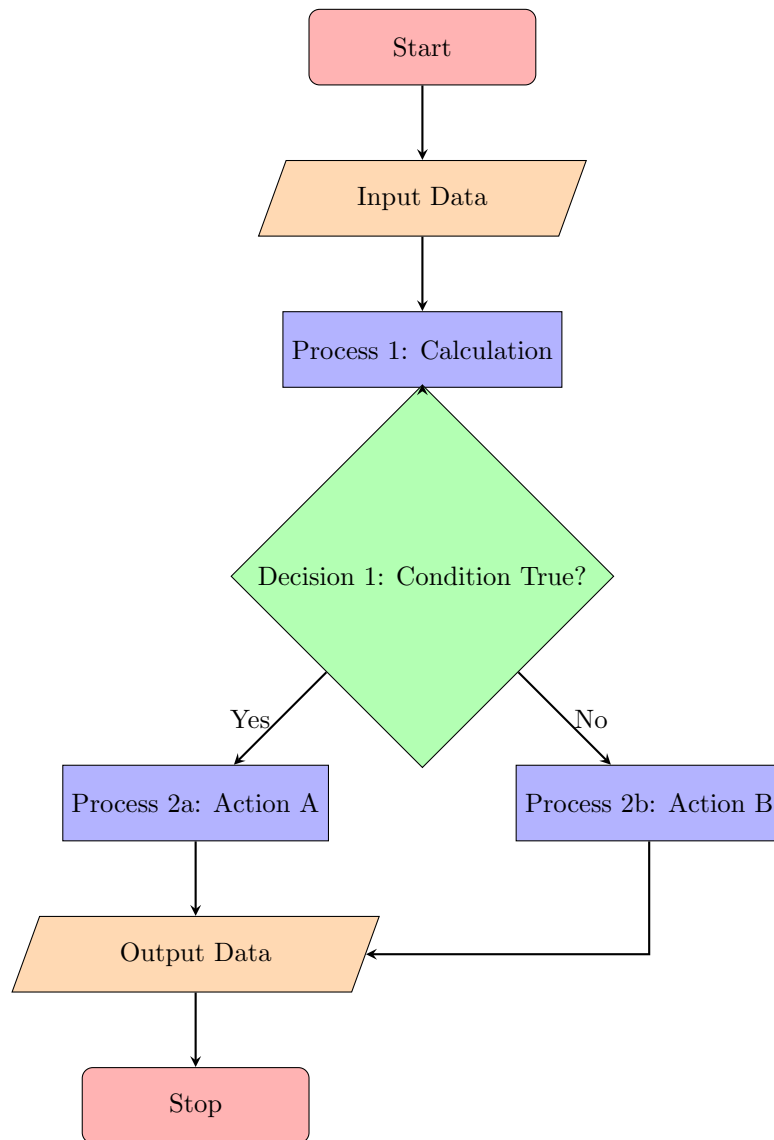 Start
Input Data
Process 1: Calculation
Decision 1: Condition True?
Yes
No
Process 2a: Action A
Process 2b: Action B
Output Data
Stop